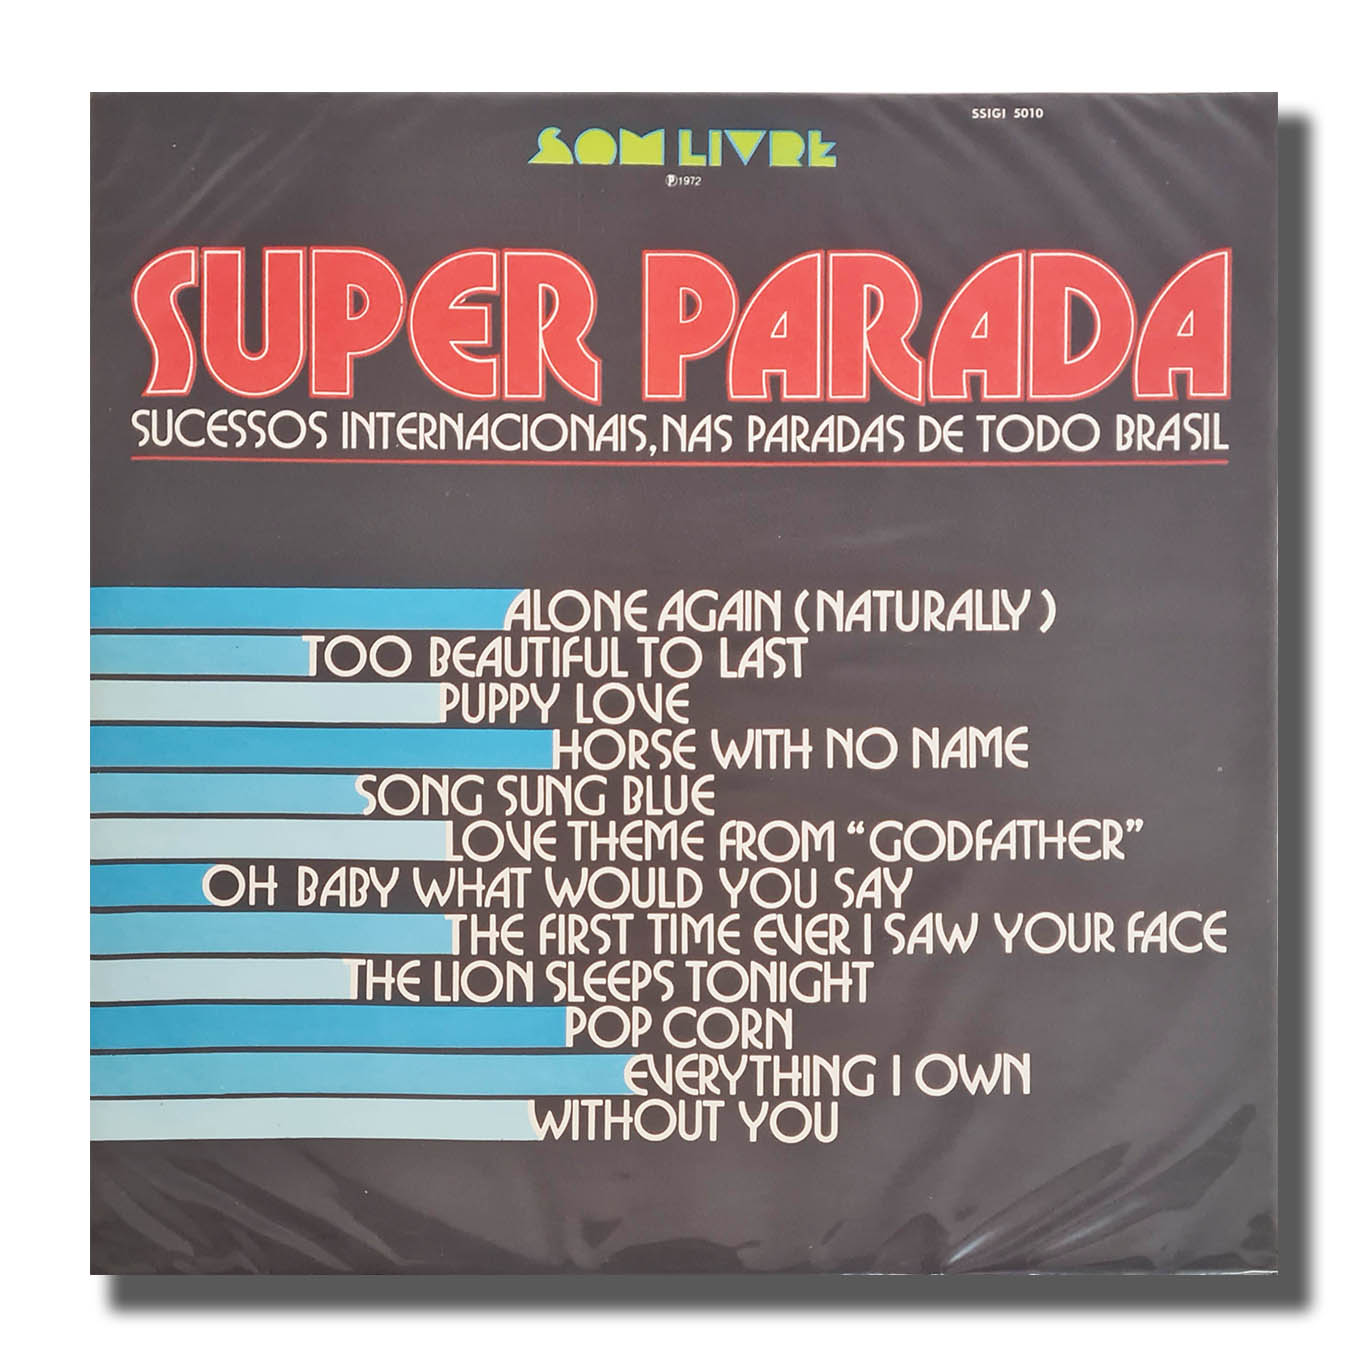 SSIGI 5010
SOM LIVRE
℗1972
SUPER PARADA
SUCESSOS INTERNACIONAIS, NAS PARADAS DE TODO BRASIL
ALONE AGAIN (NATURALLY)
TOO BEAUTIFUL TO LAST
PUPPY LOVE
HORSE WITH NO NAME
SONG SUNG BLUE
LOVE THEME FROM “GODFATHER”
OH BABY WHAT WOULD YOU SAY
THE FIRST TIME EVER I SAW YOUR FACE
THE LION SLEEPS TONIGHT
POP CORN
EVERYTHING I OWN
WITHOUT YOU